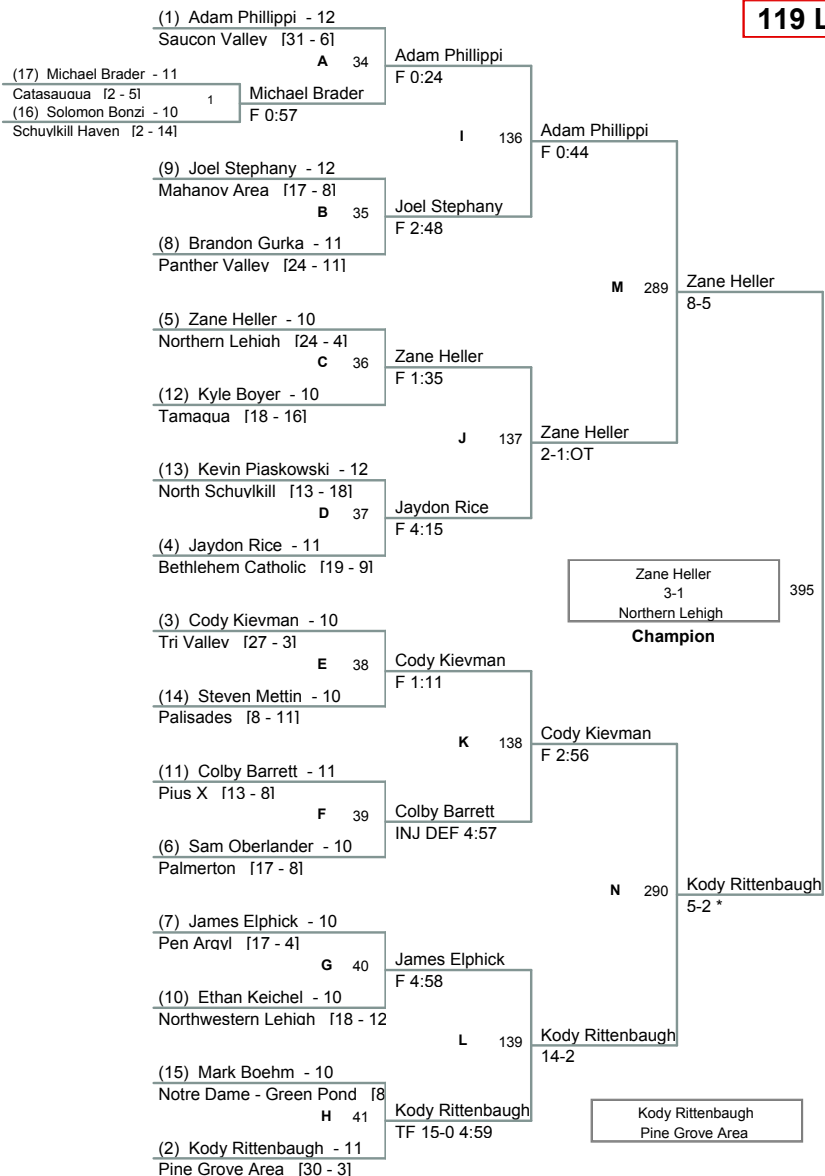 119 L
(1) Adam Phillippi - 12
Saucon Valley [31 - 6]
A 34
Adam Phillippi
F 0:24
(17) Michael Brader - 11
Catasauqua [2 - 5]
1
Michael Brader
F 0:57
(16) Solomon Bonzi - 10
Schuylkill Haven [2 - 14]
I 136
Adam Phillippi
F 0:44
(9) Joel Stephany - 12
Mahanoy Area [17 - 8]
B 35
Joel Stephany
F 2:48
(8) Brandon Gurka - 11
Panther Valley [24 - 11]
M 289
Zane Heller
8-5
(5) Zane Heller - 10
Northern Lehigh [24 - 4]
C 36
Zane Heller
F 1:35
(12) Kyle Boyer - 10
Tamaqua [18 - 16]
J 137
Zane Heller
2-1:OT
(13) Kevin Piaskowski - 12
North Schuylkill [13 - 18]
D 37
Jaydon Rice
F 4:15
(4) Jaydon Rice - 11
Bethlehem Catholic [19 - 9]
Zane Heller
3-1
Northern Lehigh
395
Champion
(3) Cody Kievman - 10
Tri Valley [27 - 3]
E 38
Cody Kievman
F 1:11
(14) Steven Mettin - 10
Palisades [8 - 11]
K 138
Cody Kievman
F 2:56
(11) Colby Barrett - 11
Pius X [13 - 8]
F 39
Colby Barrett
INJ DEF 4:57
(6) Sam Oberlander - 10
Palmerton [17 - 8]
N 290
Kody Rittenbaugh
5-2 *
(7) James Elphick - 10
Pen Argyl [17 - 4]
G 40
James Elphick
F 4:58
(10) Ethan Keichel - 10
Northwestern Lehigh [18 - 12
L 139
Kody Rittenbaugh
14-2
(15) Mark Boehm - 10
Notre Dame - Green Pond [8
H 41
Kody Rittenbaugh
TF 15-0 4:59
(2) Kody Rittenbaugh - 11
Pine Grove Area [30 - 3]
Kody Rittenbaugh
Pine Grove Area